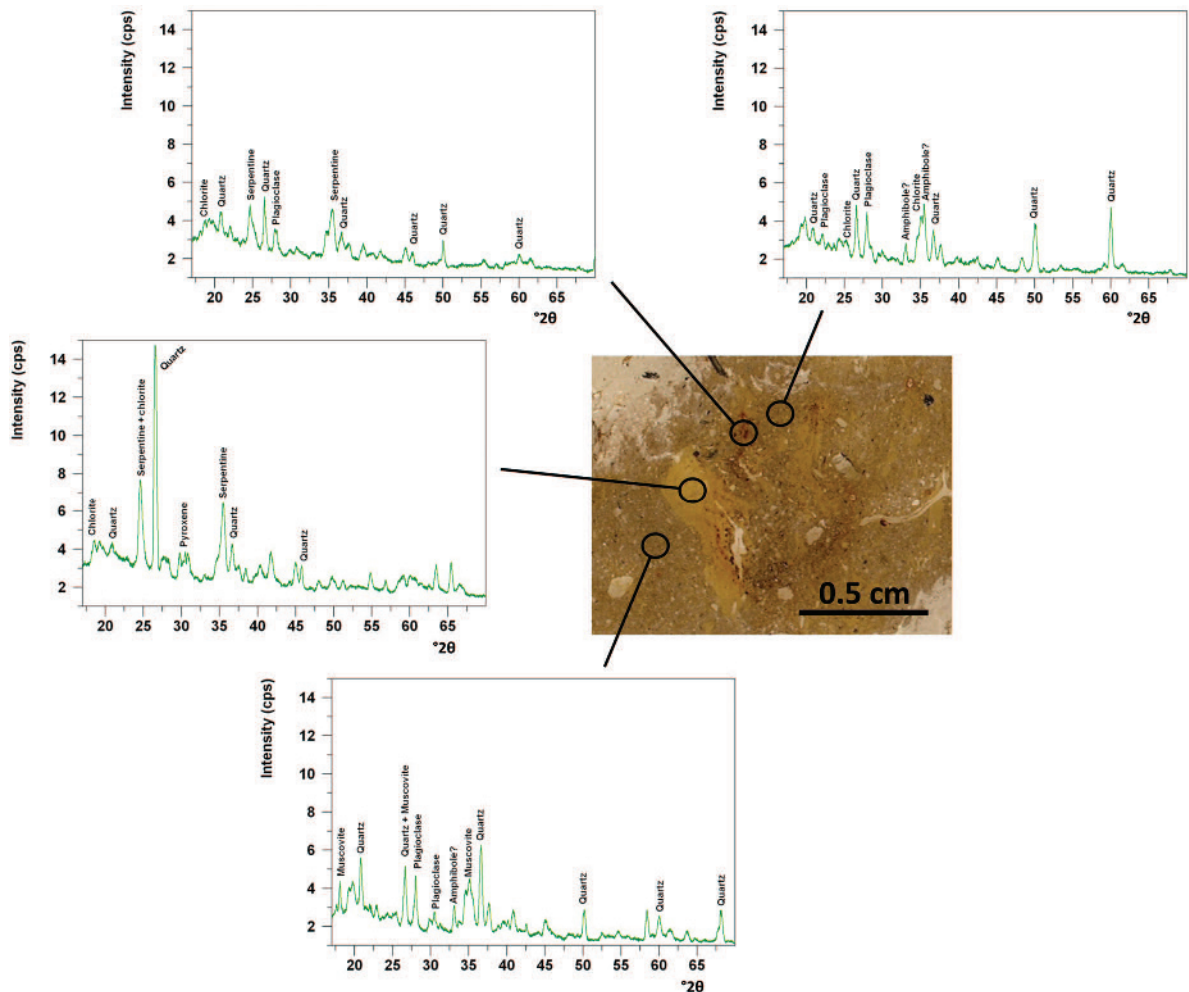 Intensity (cps)
14
12
10
8
6
4
2
Chlorite
Quartz
Serpentine
Quartz
Plagioclase
Serpentine
Quartz
Quartz
Quartz
Quartz
20 25 30 35 40 45 50 55 60 65
°2θ
Intensity (cps)
14
12
10
8
6
4
2
Quartz
Plagioclase
Chlorite
Quartz
Plagioclase
Amphibole?
Chlorite
Amphibole?
Quartz
Quartz
Quartz
20 25 30 35 40 45 50 55 60 65
°2θ
Intensity (cps)
14
12
10
8
6
4
2
Chlorite
Quartz
Serpentine + chlorite
Quartz
Pyroxene
Serpentine
Quartz
Quartz
20 25 30 35 40 45 50 55 60 65
°2θ
0.5 cm
Intensity (cps)
14
12
10
8
6
4
2
Muscovite
Quartz
Quartz + Muscovite
Plagioclase
Plagioclase
Amphibole?
Muscovite
Quartz
Quartz
Quartz
Quartz
20 25 30 35 40 45 50 55 60 65
°2θ